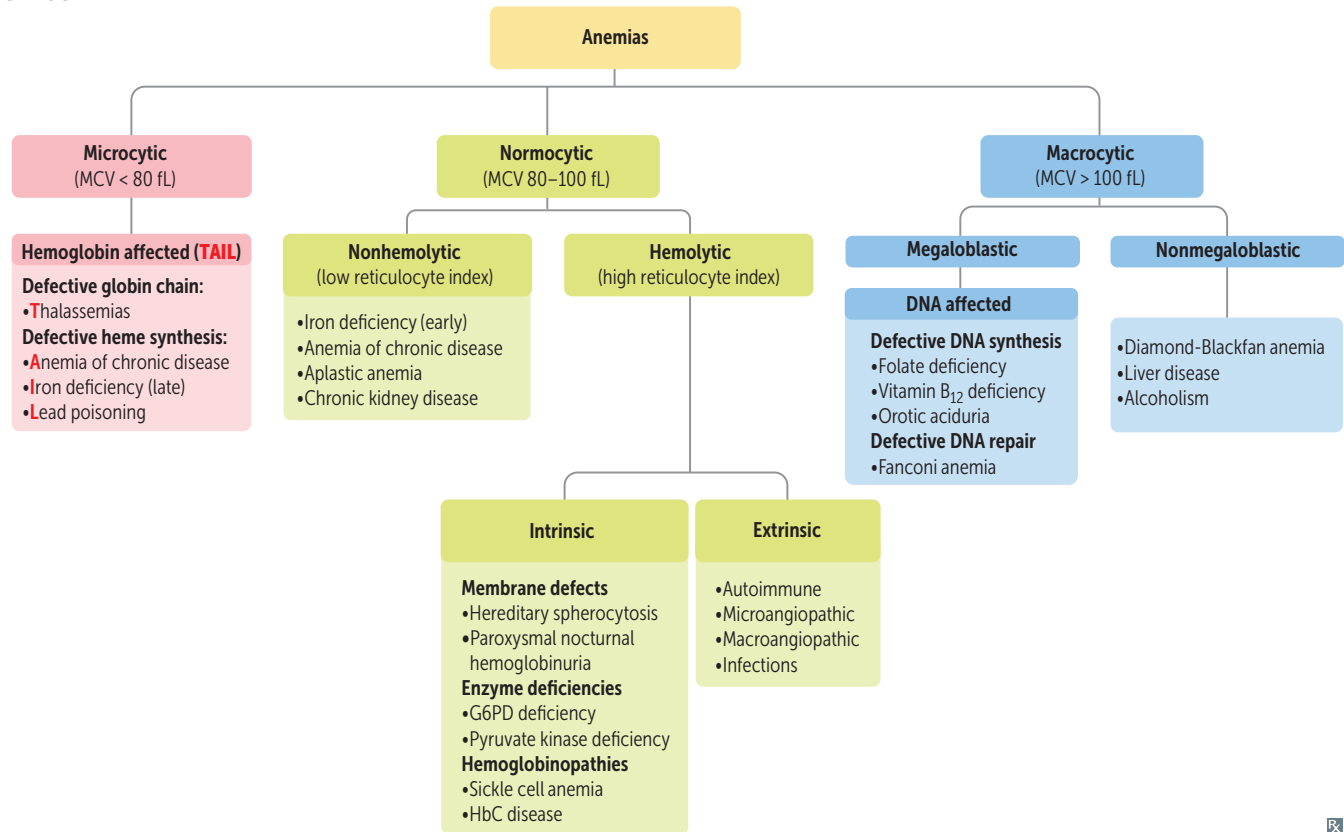 Anemias
Microcytic
(MCV < 80 fL)
Hemoglobin affected (TAIL)
Defective globin chain:
•Thalassemias
Defective heme synthesis:
•Anemia of chronic disease
•Iron deficiency (late)
•Lead poisoning
Normocytic
(MCV 80–100 fL)
Nonhemolytic
(low reticulocyte index)
•Iron deficiency (early)
•Anemia of chronic disease
•Aplastic anemia
•Chronic kidney disease
Hemolytic
(high reticulocyte index)
Intrinsic
Membrane defects
•Hereditary spherocytosis
•Paroxysmal nocturnal
hemoglobinuria
Enzyme deficiencies
•G6PD deficiency
•Pyruvate kinase deficiency
Hemoglobinopathies
•Sickle cell anemia
•HbC disease
Extrinsic
•Autoimmune
•Microangiopathic
•Macroangiopathic
•Infections
Macrocytic
(MCV > 100 fL)
Megaloblastic
DNA affected
Defective DNA synthesis
•Folate deficiency
•Vitamin B₁₂ deficiency
•Orotic aciduria
Defective DNA repair
•Fanconi anemia
Nonmegaloblastic
•Diamond-Blackfan anemia
•Liver disease
•Alcoholism
℞